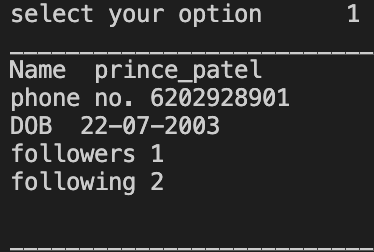 select your option 1
Name prince_patel
phone no. 6202928901
DOB 22-07-2003
followers 1
following 2